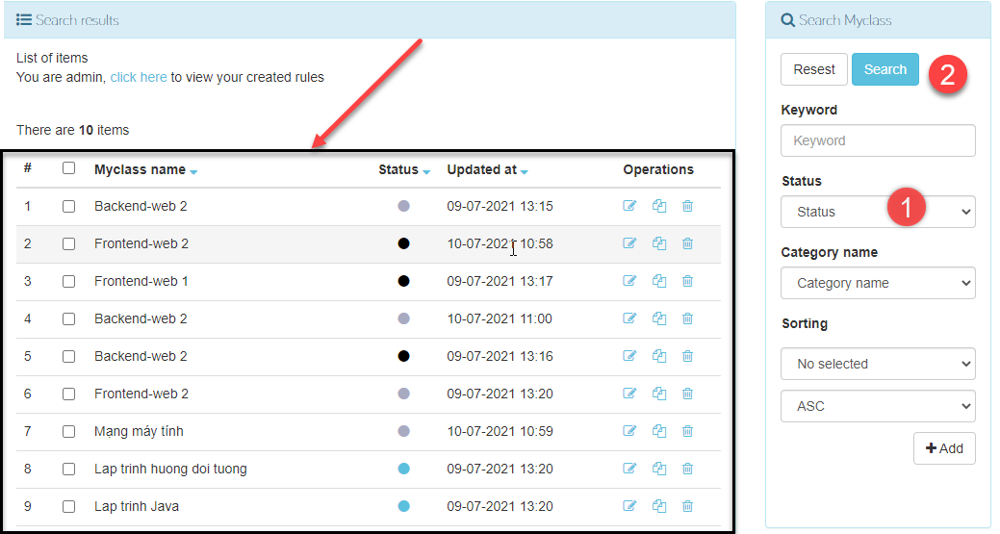 Search results
List of items
You are admin, click here to view your created rules
There are 10 items
# Myclass name Status Updated at Operations
1 Backend-web 2 09-07-2021 13:15
2 Frontend-web 2 10-07-2021 10:58
3 Frontend-web 1 09-07-2021 13:17
4 Backend-web 2 10-07-2021 11:00
5 Backend-web 2 09-07-2021 13:16
6 Frontend-web 2 09-07-2021 13:20
7 Mạng máy tính 10-07-2021 10:59
8 Lap trinh huong doi tuong 09-07-2021 13:20
9 Lap trinh Java 09-07-2021 13:20
Search Myclass
Resest Search 2
Keyword
Keyword
Status
Status 1
Category name
Category name
Sorting
No selected
ASC
Add